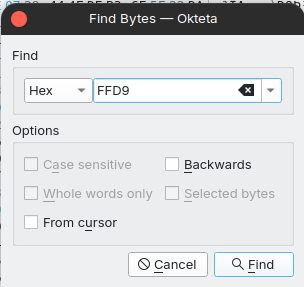 Find Bytes — Okteta
Find
Hex FFD9
Options
Case sensitive Backwards
Whole words only Selected bytes
From cursor
Cancel Find